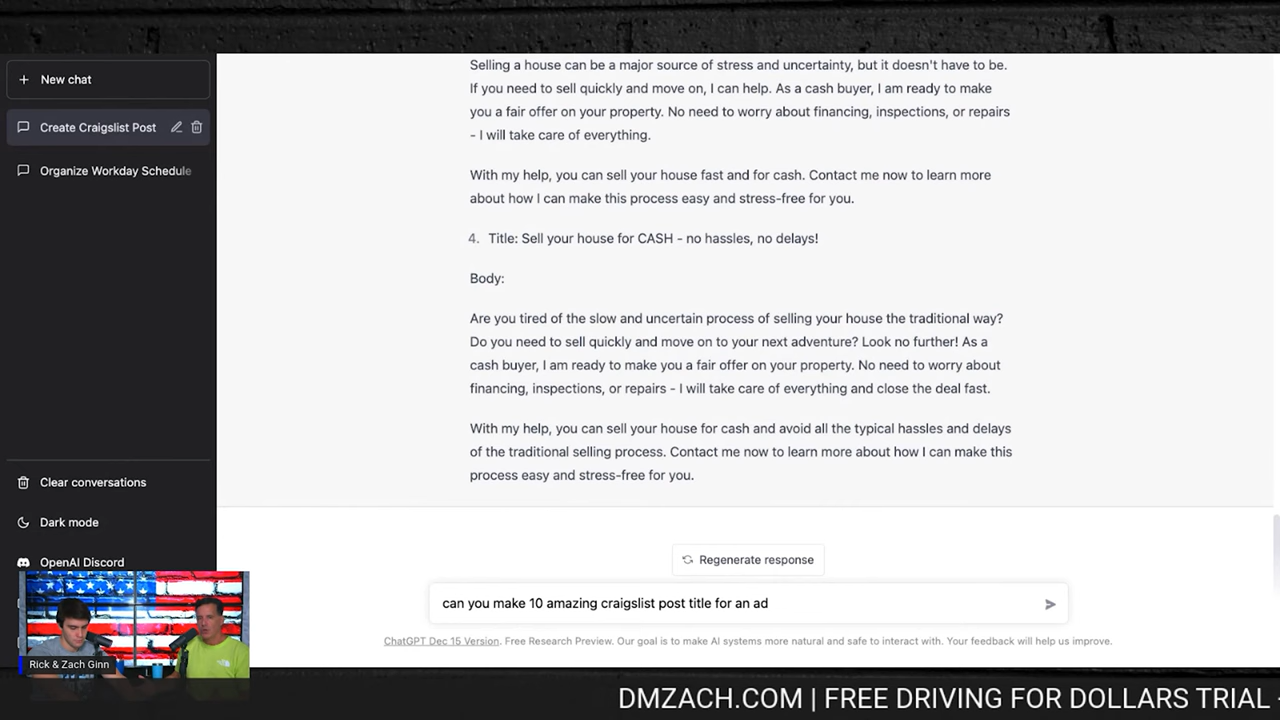 New chat
Create Craigslist Post
Organize Workday Schedule
Selling a house can be a major source of stress and uncertainty, but it doesn't have to be.
If you need to sell quickly and move on, I can help. As a cash buyer, I am ready to make
you a fair offer on your property. No need to worry about financing, inspections, or repairs
- I will take care of everything.
With my help, you can sell your house fast and for cash. Contact me now to learn more
about how I can make this process easy and stress-free for you.
4. Title: Sell your house for CASH - no hassles, no delays!
Body:
Are you tired of the slow and uncertain process of selling your house the traditional way?
Do you need to sell quickly and move on to your next adventure? Look no further! As a
cash buyer, I am ready to make you a fair offer on your property. No need to worry about
financing, inspections, or repairs - I will take care of everything and close the deal fast.
With my help, you can sell your house for cash and avoid all the typical hassles and delays
of the traditional selling process. Contact me now to learn more about how I can make this
process easy and stress-free for you.
Clear conversations
Dark mode
OpenAI Discord
Regenerate response
can you make 10 amazing craigslist post title for an ad
ChatGPT Dec 15 Version. Free Research Preview. Our goal is to make AI systems more natural and safe to interact with. Your feedback will help us improve.
Rick & Zach Ginn
DMZACH.COM | FREE DRIVING FOR DOLLARS TRIAL -